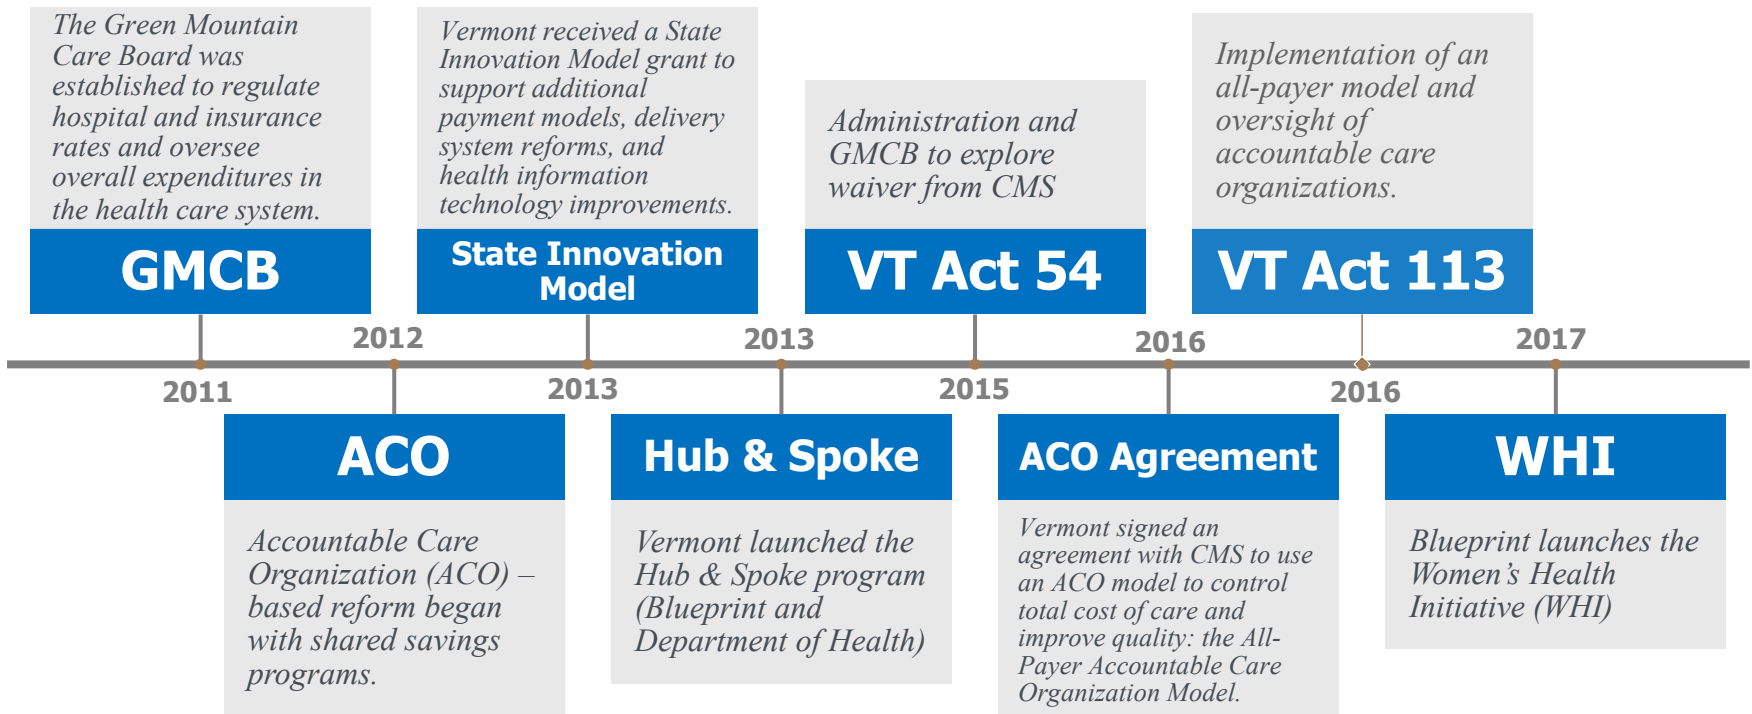 The Green Mountain
Care Board was
established to regulate
hospital and insurance
rates and oversee
overall expenditures in
the health care system.
GMCB
2011
2012
ACO
Accountable Care
Organization (ACO) –
based reform began
with shared savings
programs.
Vermont received a State
Innovation Model grant to
support additional
payment models, delivery
system reforms, and
health information
technology improvements.
State Innovation
Model
2013
2013
Hub & Spoke
Vermont launched the
Hub & Spoke program
(Blueprint and
Department of Health)
Administration and
GMCB to explore
waiver from CMS
VT Act 54
2015
2016
ACO Agreement
Vermont signed an
agreement with CMS to use
an ACO model to control
total cost of care and
improve quality: the All-
Payer Accountable Care
Organization Model.
Implementation of an
all-payer model and
oversight of
accountable care
organizations.
VT Act 113
2016
2017
WHI
Blueprint launches the
Women’s Health
Initiative (WHI)